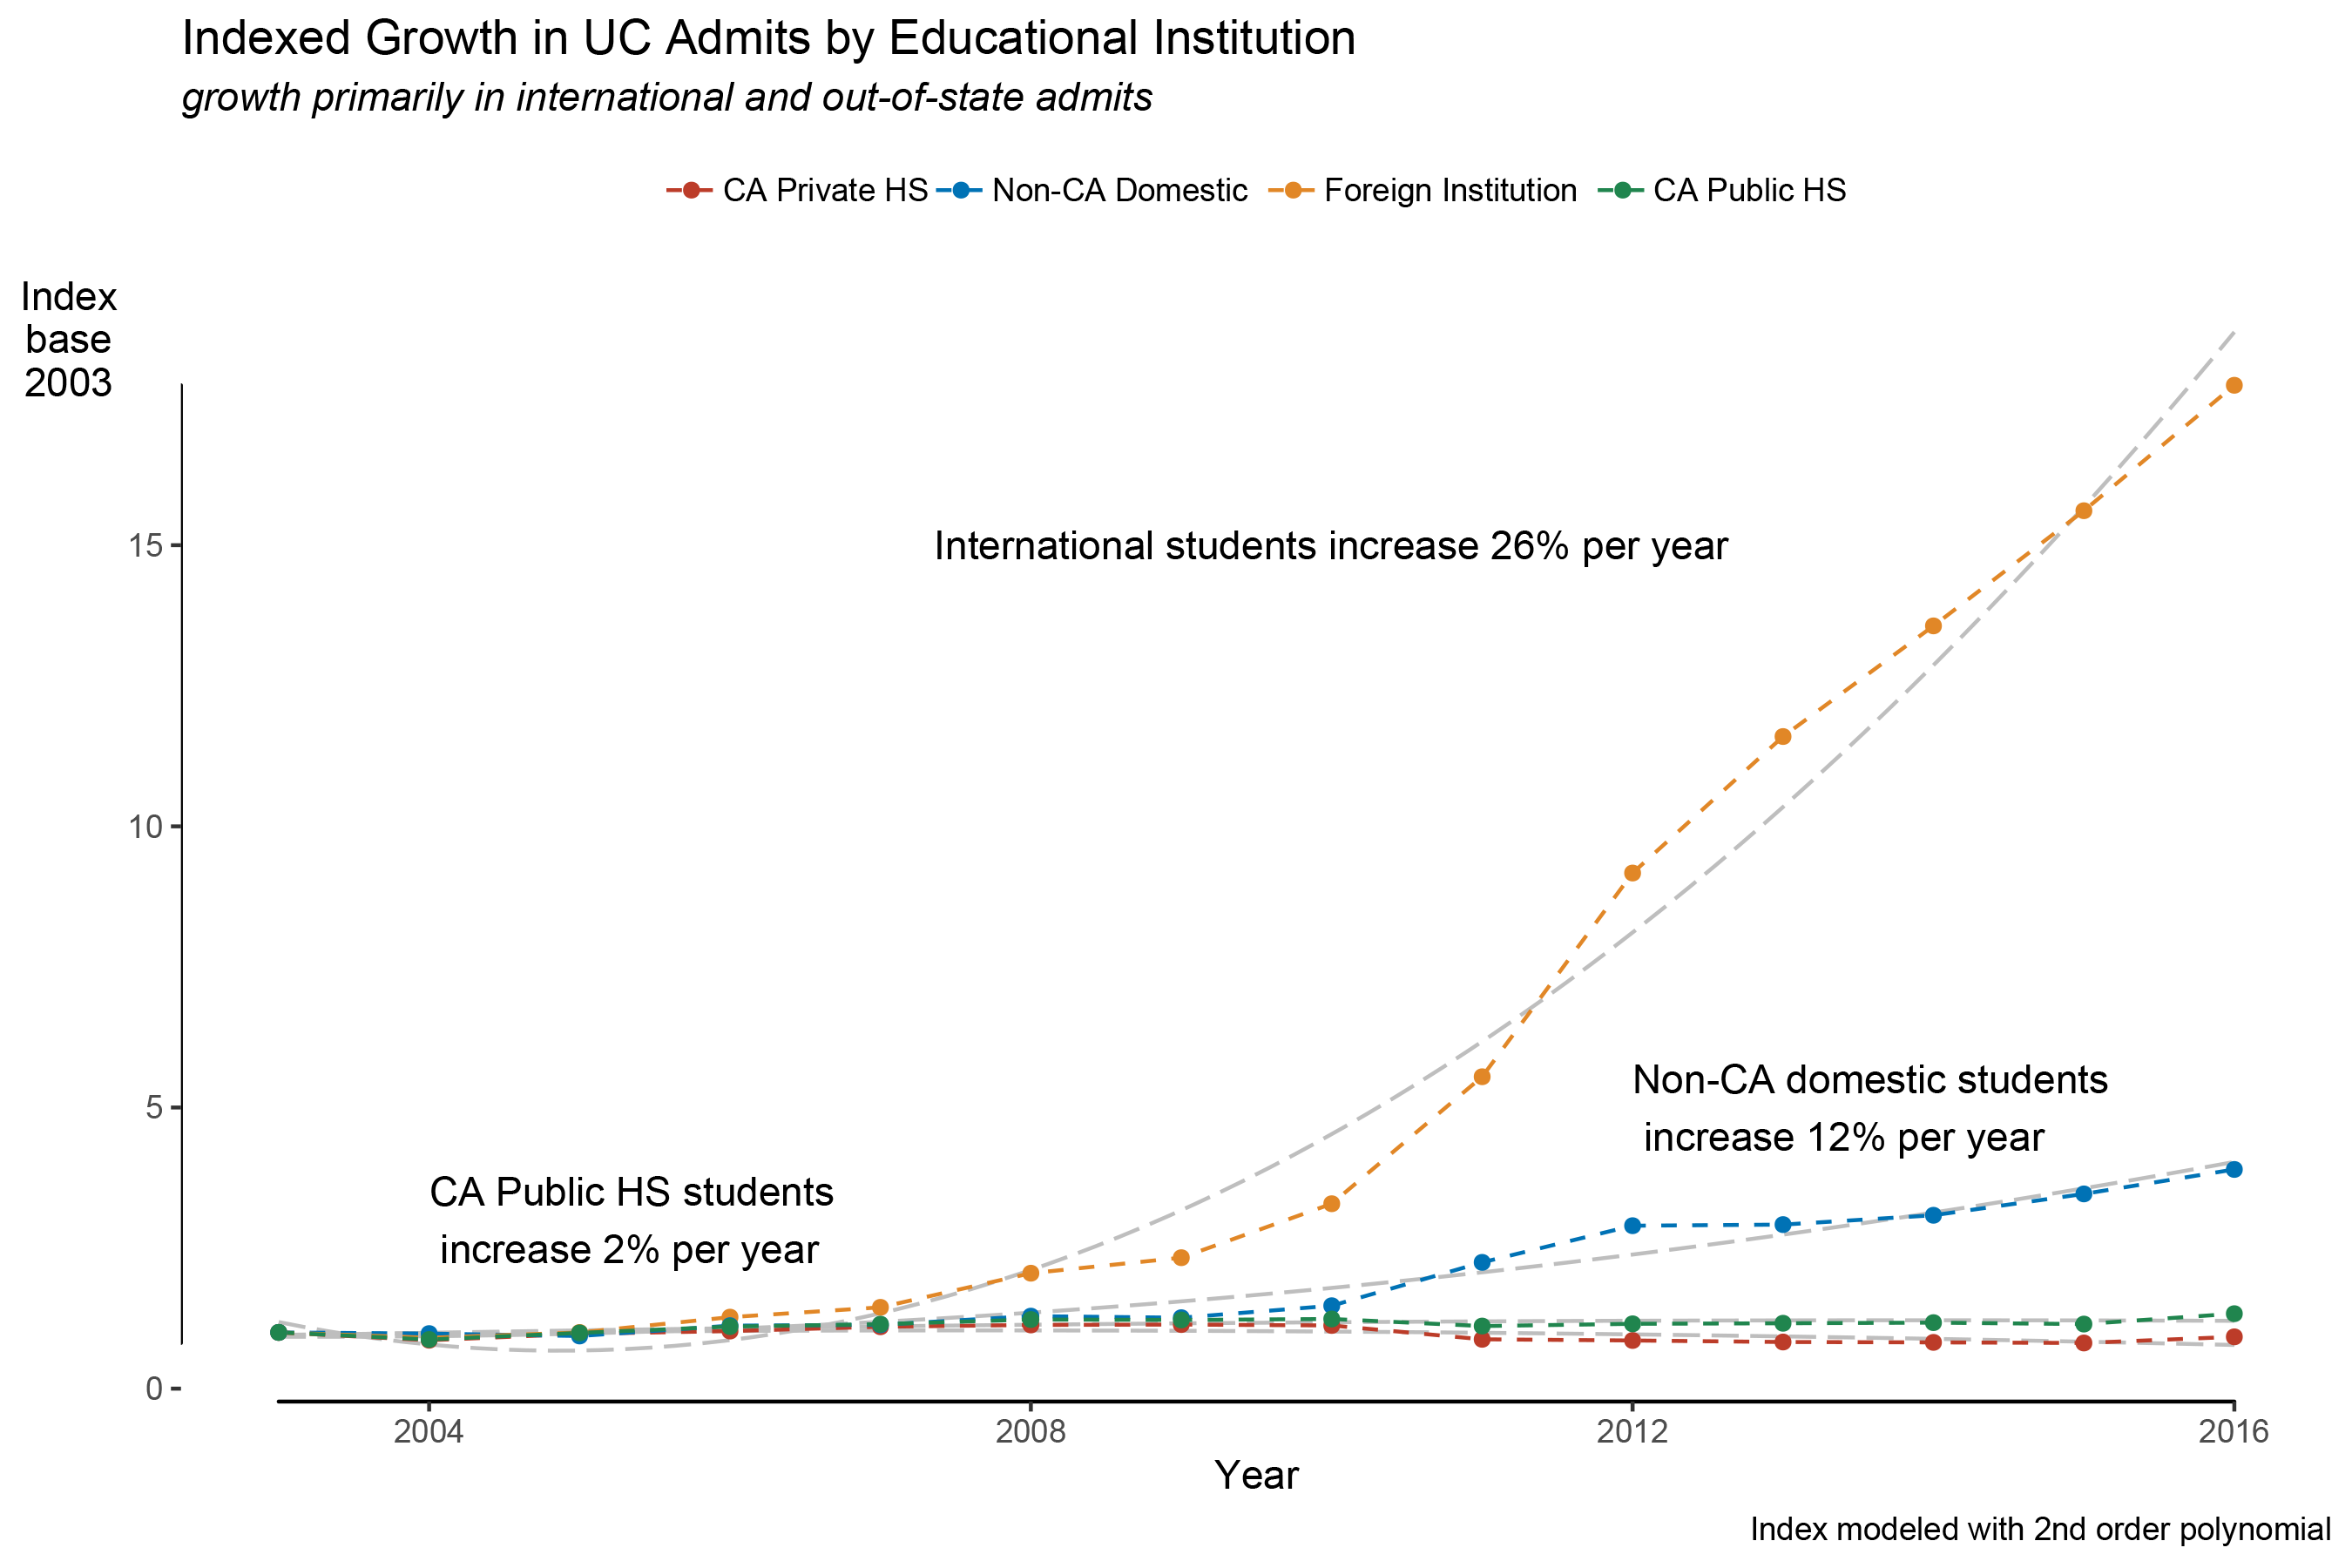 Indexed Growth in UC Admits by Educational Institution
growth primarily in international and out-of-state admits
CA Private HS Non-CA Domestic Foreign Institution CA Public HS
Index
base
2003
15
10
5
0
International students increase 26% per year
Non-CA domestic students
increase 12% per year
CA Public HS students
increase 2% per year
2004 2008 2012 2016
Year
Index modeled with 2nd order polynomial